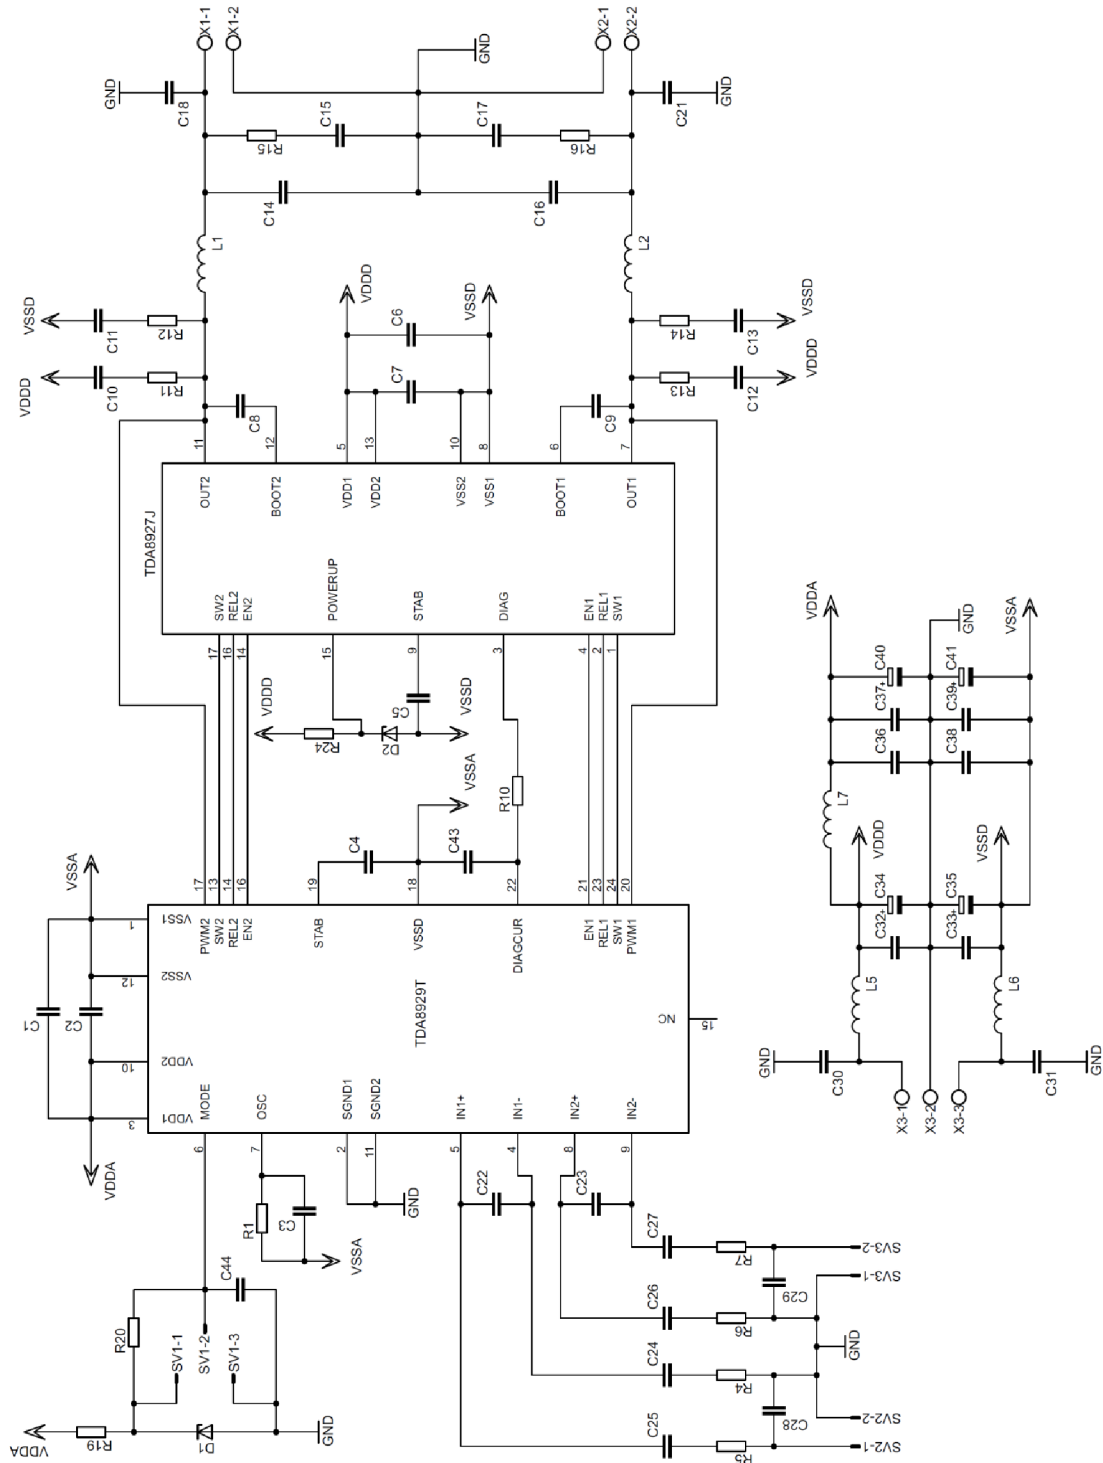 X1-1
X1-2
X2-1
X2-2
GND
GND
C18
C15
C17
C21
GND
R15
R16
C14
C16
L1
L2
VSSD
C11
R12
VDDD
C10
R11
C8
VDDD
C6
VSSD
C7
C9
R14
C13
VSSD
R13
C12
VDDD
11
12
5
13
10
8
6
7
OUT2
BOOT2
VDD1
VDD2
VSS2
VSS1
BOOT1
OUT1
TDA8927J
SW2
REL2
EN2
POWERUP
STAB
DIAG
EN1
REL1
SW1
17
16
14
15
9
3
4
2
1
VDDD
R24
D2
C5
VSSD
VSSA
R10
C4
C43
VSSA
17
13
14
16
19
18
22
21
23
24
20
PWM2
SW2
REL2
EN2
STAB
VSSD
DIAGCUR
EN1
REL1
SW1
PWM1
1
VSS1
12
VSS2
C1
C2
10
VDD2
3
VDD1
VDDA
TDA8929T
NC
15
MODE
OSC
SGND1
SGND2
IN1+
IN1-
IN2+
IN2-
6
7
2
11
5
4
8
9
R1
C3
VSSA
GND
C22
C23
C44
R20
SV1-1
SV1-2
SV1-3
VDDA
R19
D1
GND
C27
R7
C26
R6
C29
C24
R4
C25
R5
C28
SV3-2
SV3-1
GND
SV2-2
SV2-1
VDDA
GND
VSSA
C40
C41
C37
+
C39
+
C36
C38
L7
VDDD
VSSD
C34
C35
C32
+
C33
+
L5
L6
GND
C30
C31
GND
X3-1
X3-2
X3-3